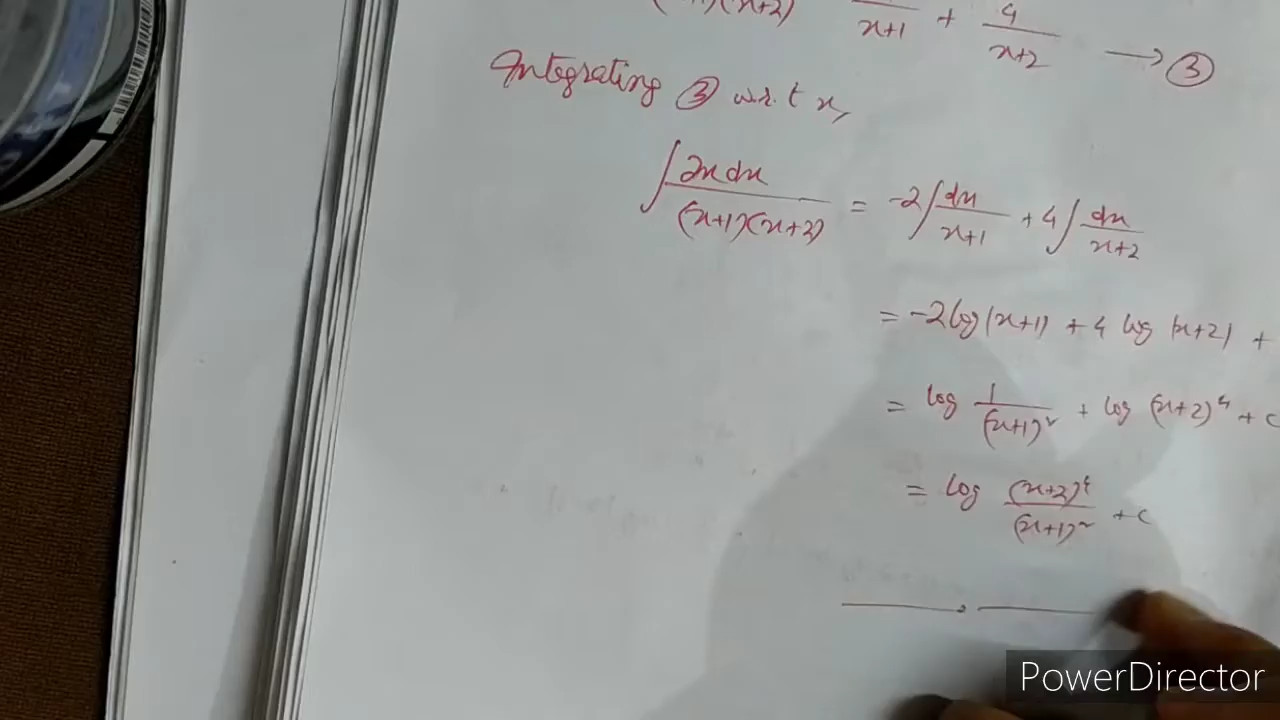 (x+2) x+1 + 4/x+2 → ③
Integrating ③ w.r.t x,
∫ 2x dx/(x+1)(x+2) = -2∫ dx/x+1 + 4∫ dx/x+2
= -2 log|x+1| + 4 log |x+2| +
= log 1/(x+1)² + log (x+2)⁴ + c
= log (x+2)⁴/(x+1)² + c
PowerDirector